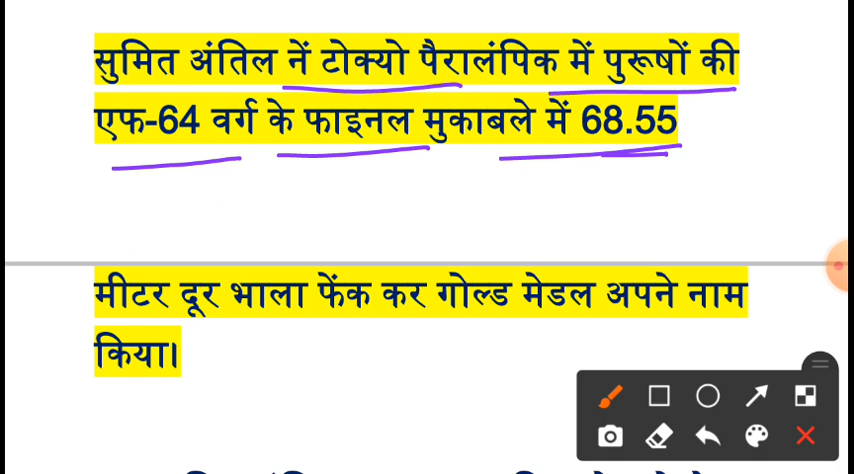 सुमित अंतिल नें टोक्यो पैरालंपिक में पुरूषों की
एफ-64 वर्ग के फाइनल मुकाबले में 68.55
मीटर दूर भाला फेंक कर गोल्ड मेडल अपने नाम
किया।